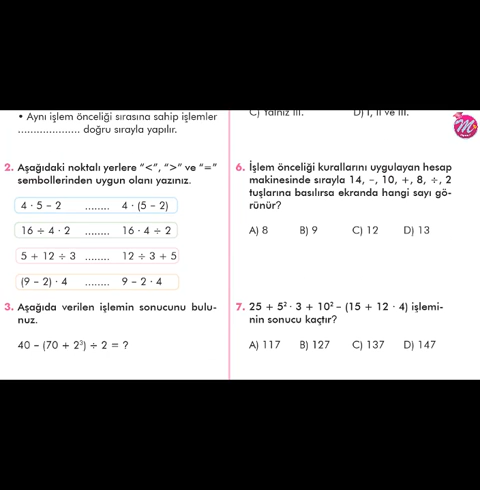 • Aynı işlem önceliği sırasına sahip işlemler
.................... doğru sırayla yapılır.
2. Aşağıdaki noktalı yerlere "<", ">" ve "="
sembollerinden uygun olanı yazınız.
4 · 5 – 2 ........ 4 · (5 – 2)
16 ÷ 4 · 2 ........ 16 · 4 ÷ 2
5 + 12 ÷ 3 ........ 12 ÷ 3 + 5
(9 – 2) · 4 ........ 9 – 2 · 4
3. Aşağıda verilen işlemin sonucunu bulu-
nuz.
40 – (70 + 2³) ÷ 2 = ?
C) Yalnız III. D) I, II ve III.
M
6. İşlem önceliği kurallarını uygulayan hesap
makinesinde sırayla 14, –, 10, +, 8, ÷, 2
tuşlarına basılırsa ekranda hangi sayı gö-
rünür?
A) 8 B) 9 C) 12 D) 13
7. 25 + 5² · 3 + 10² – (15 + 12 · 4) işlemi-
nin sonucu kaçtır?
A) 117 B) 127 C) 137 D) 147